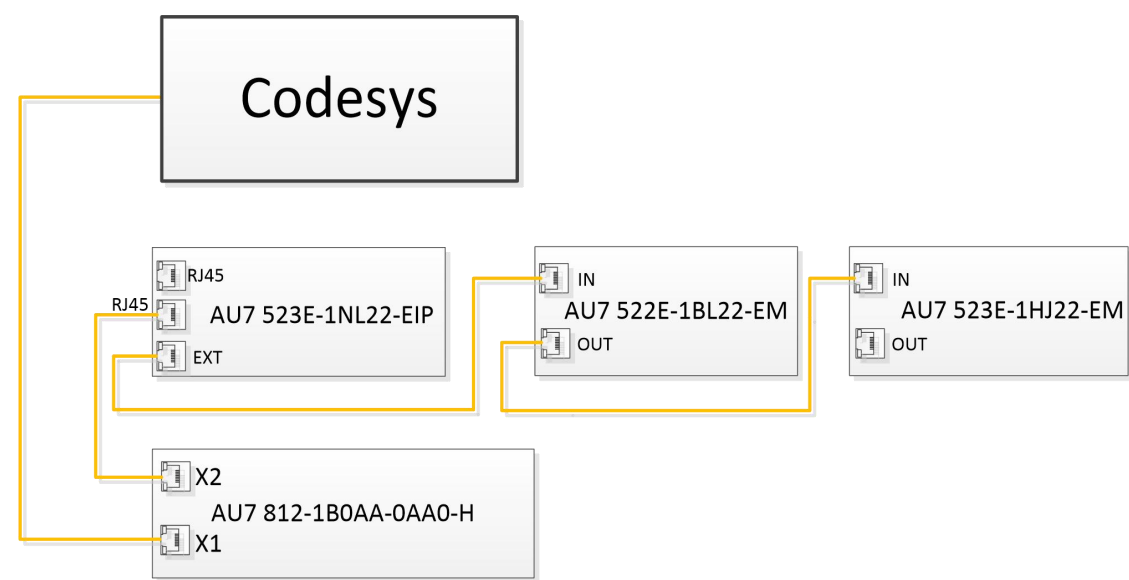 Codesys
RJ45
RJ45
AU7 523E-1NL22-EIP
EXT
IN
AU7 522E-1BL22-EM
OUT
IN
AU7 523E-1HJ22-EM
OUT
X2
AU7 812-1B0AA-0AA0-H
X1